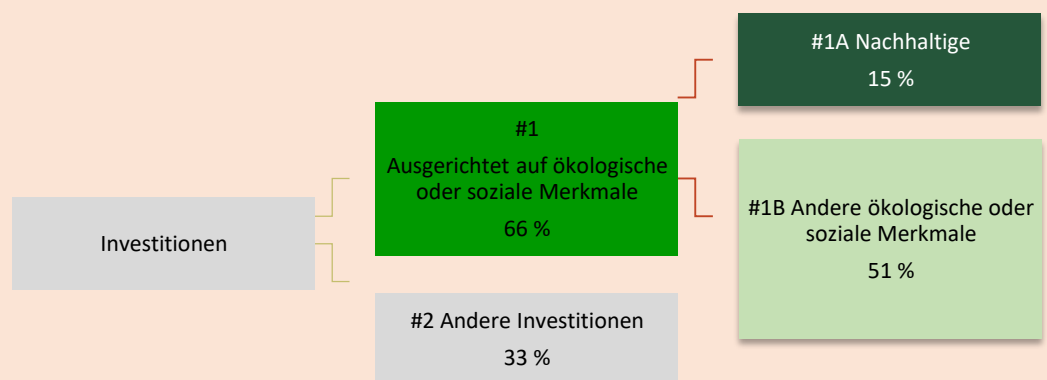 Investitionen
#1
Ausgerichtet auf ökologische
oder soziale Merkmale
66 %
#2 Andere Investitionen
33 %
#1A Nachhaltige
15 %
#1B Andere ökologische oder
soziale Merkmale
51 %